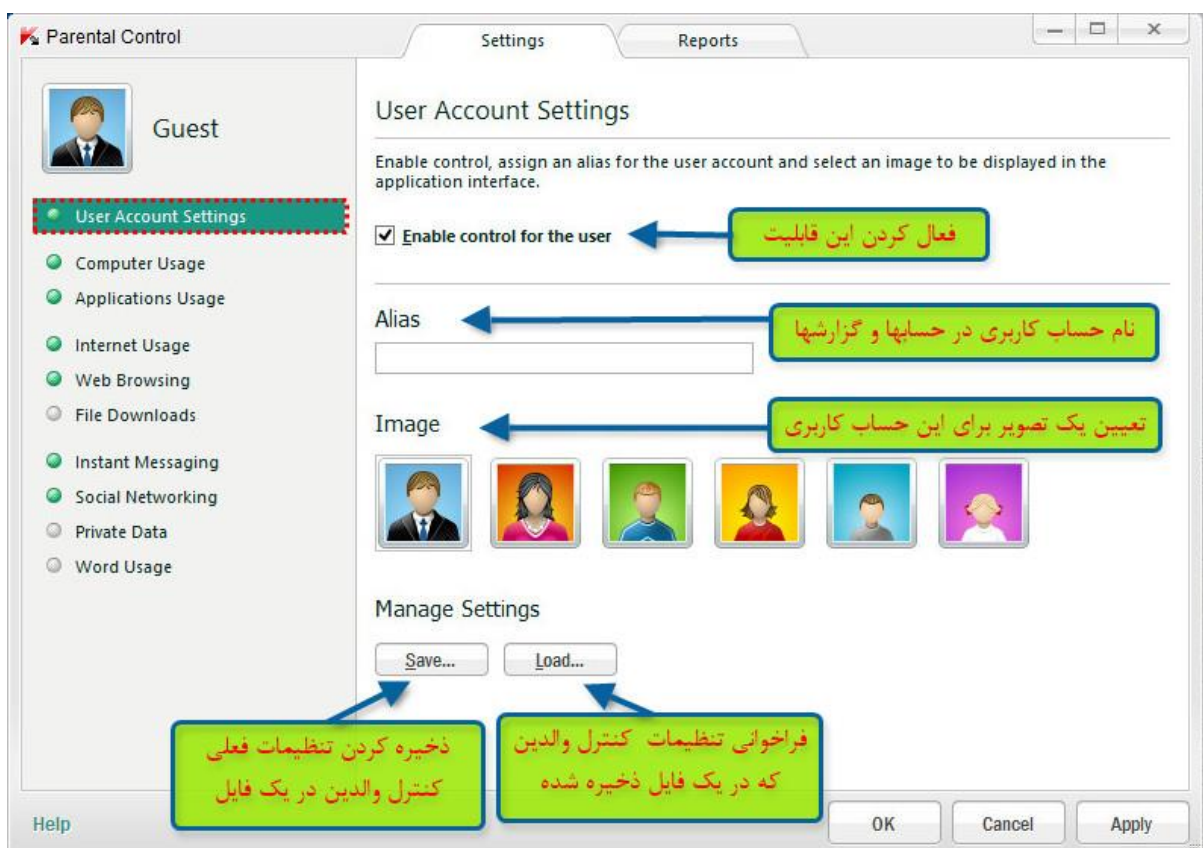 Parental Control
Settings
Reports
Guest
User Account Settings
Computer Usage
Applications Usage
Internet Usage
Web Browsing
File Downloads
Instant Messaging
Social Networking
Private Data
Word Usage
User Account Settings
Enable control, assign an alias for the user account and select an image to be displayed in the
application interface.
Enable control for the user
فعال کردن این قابلیت
Alias
نام حساب کاربری در حسابها و گزارشها
Image
تعیین یک تصویر برای این حساب کاربری
Manage Settings
Save...
Load...
ذخیره کردن تنظیمات فعلی
کنترل والدین در یک فایل
فراخوانی تنظیمات کنترل والدین
که در یک فایل ذخیره شده
Help
OK
Cancel
Apply